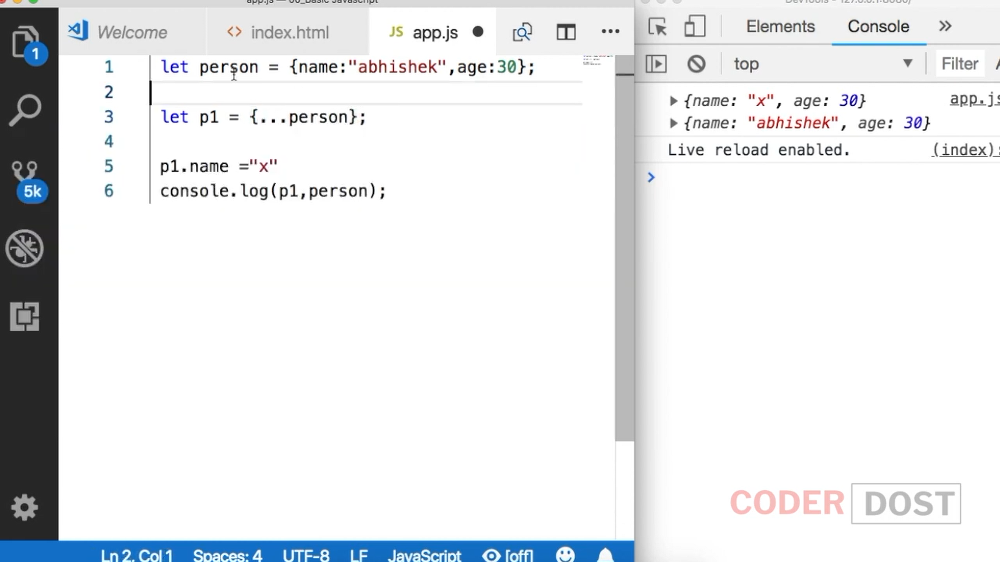 Welcome
<> index.html
JS app.js
1
5k
1 let person = {name:"abhishek",age:30};
2
3 let p1 = {...person};
4
5 p1.name ="x"
6 console.log(p1,person);
Ln 2, Col 1 Spaces: 4 UTF-8 LF JavaScript [off]
Elements Console »
top Filter
{name: "x", age: 30} app.js
{name: "abhishek", age: 30}
Live reload enabled. (index)
>
CODER DOST